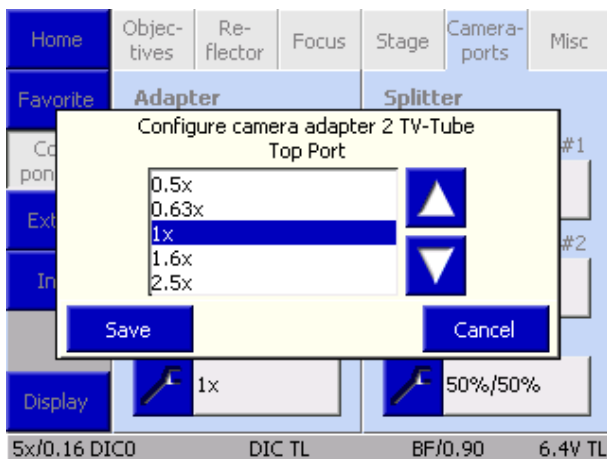 Home
Objec-
tives
Re-
flector
Focus
Stage
Camera-
ports
Misc
Favorite
Adapter
Splitter
Configure camera adapter 2 TV-Tube
Top Port
#1
0.5x
0.63x
1x
1.6x
2.5x
#2
Save
Cancel
1x
50%/50%
Display
5x/0.16 DIC0 DIC TL BF/0.90 6.4V TL